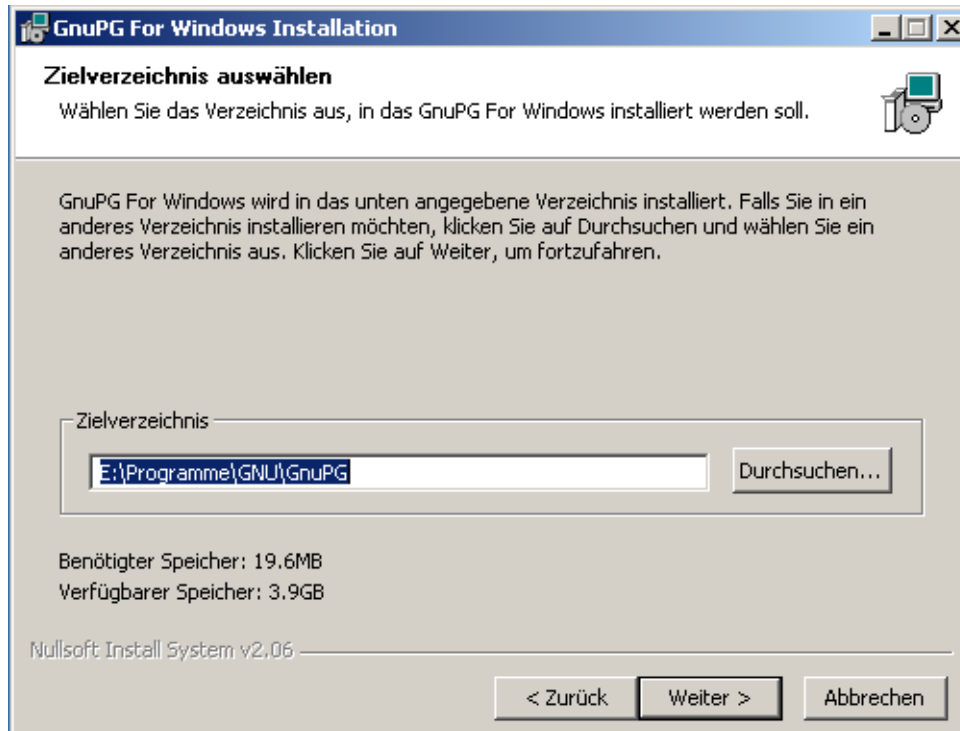 GnuPG For Windows Installation
Zielverzeichnis auswählen
Wählen Sie das Verzeichnis aus, in das GnuPG For Windows installiert werden soll.
GnuPG For Windows wird in das unten angegebene Verzeichnis installiert. Falls Sie in ein
anderes Verzeichnis installieren möchten, klicken Sie auf Durchsuchen und wählen Sie ein
anderes Verzeichnis aus. Klicken Sie auf Weiter, um fortzufahren.
Zielverzeichnis
E:\Programme\GNU\GnuPG
Durchsuchen...
Benötigter Speicher: 19.6MB
Verfügbarer Speicher: 3.9GB
Nullsoft Install System v2.06
< Zurück
Weiter >
Abbrechen